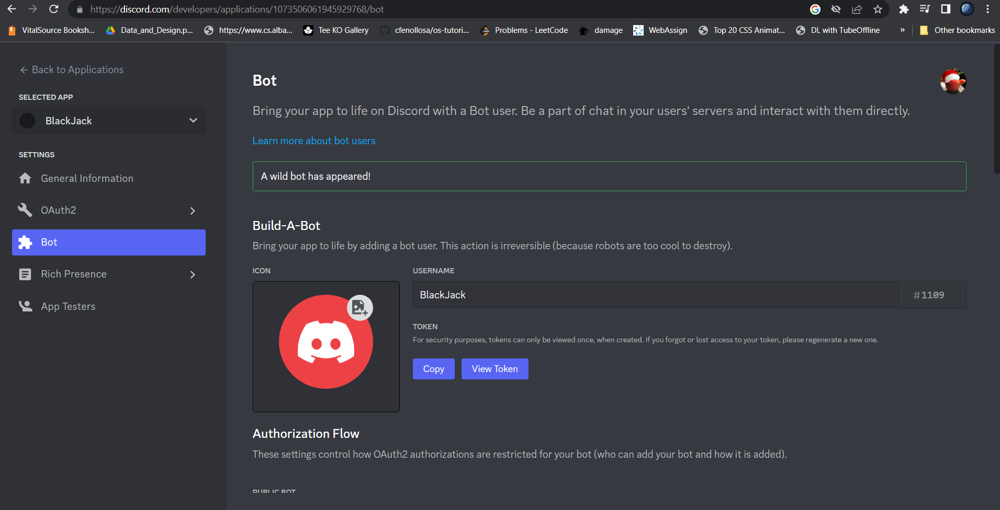 https://discord.com/developers/applications/1073506061945929768/bot
VitalSource Booksh...
Data_and_Design.p...
https://www.cs.alba...
Tee KO Gallery
cfenollosa/os-tutori...
Problems - LeetCode
damage
WebAssign
Top 20 CSS Animat...
DL with TubeOffline
»
Other bookmarks
← Back to Applications
SELECTED APP
BlackJack
SETTINGS
General Information
OAuth2
Bot
Rich Presence
App Testers
Bot
Bring your app to life on Discord with a Bot user. Be a part of chat in your users' servers and interact with them directly.
Learn more about bot users
A wild bot has appeared!
Build-A-Bot
Bring your app to life by adding a bot user. This action is irreversible (because robots are too cool to destroy).
ICON
USERNAME
BlackJack
#1109
TOKEN
For security purposes, tokens can only be viewed once, when created. If you forgot or lost access to your token, please regenerate a new one.
Copy
View Token
Authorization Flow
These settings control how OAuth2 authorizations are restricted for your bot (who can add your bot and how it is added).
PUBLIC BOT